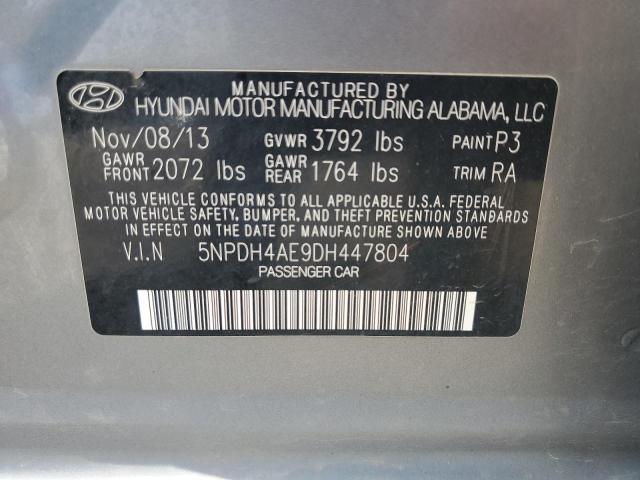 MANUFACTURED BY
HYUNDAI MOTOR MANUFACTURING ALABAMA, LLC
Nov/08/13 GVWR 3792 lbs PAINT P3
GAWR FRONT 2072 lbs GAWR REAR 1764 lbs TRIM RA
THIS VEHICLE CONFORMS TO ALL APPLICABLE U.S.A. FEDERAL
MOTOR VEHICLE SAFETY, BUMPER, AND THEFT PREVENTION STANDARDS
IN EFFECT ON THE DATE OF MANUFACTURE SHOWN ABOVE.
V.I.N 5NPDH4AE9DH447804
PASSENGER CAR